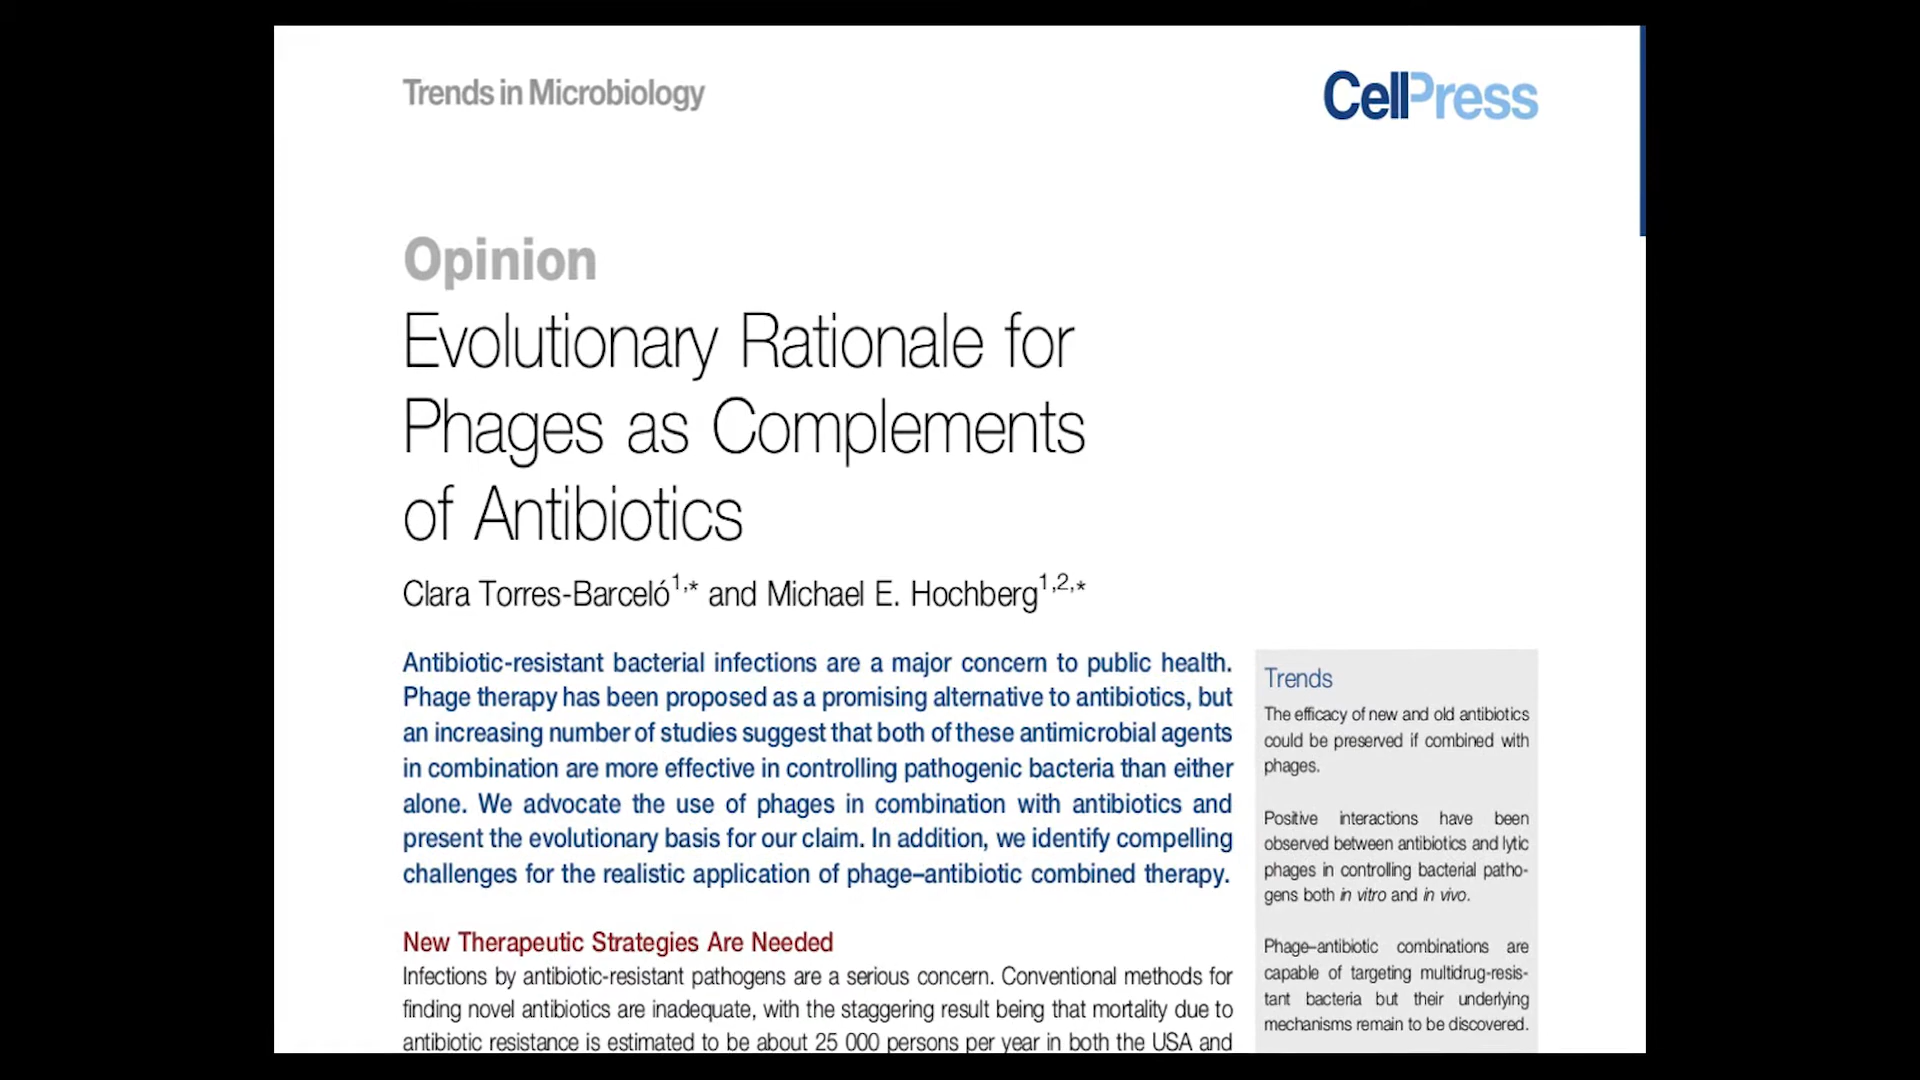 Trends in Microbiology
CellPress
Opinion
Evolutionary Rationale for
Phages as Complements
of Antibiotics
Clara Torres-Barceló1,* and Michael E. Hochberg1,2,*
Antibiotic-resistant bacterial infections are a major concern to public health.
Phage therapy has been proposed as a promising alternative to antibiotics, but
an increasing number of studies suggest that both of these antimicrobial agents
in combination are more effective in controlling pathogenic bacteria than either
alone. We advocate the use of phages in combination with antibiotics and
present the evolutionary basis for our claim. In addition, we identify compelling
challenges for the realistic application of phage–antibiotic combined therapy.
New Therapeutic Strategies Are Needed
Infections by antibiotic-resistant pathogens are a serious concern. Conventional methods for
finding novel antibiotics are inadequate, with the staggering result being that mortality due to
antibiotic resistance is estimated to be about 25 000 persons per year in both the USA and
Trends
The efficacy of new and old antibiotics
could be preserved if combined with
phages.
Positive interactions have been
observed between antibiotics and lytic
phages in controlling bacterial patho-
gens both in vitro and in vivo.
Phage–antibiotic combinations are
capable of targeting multidrug-resis-
tant bacteria but their underlying
mechanisms remain to be discovered.